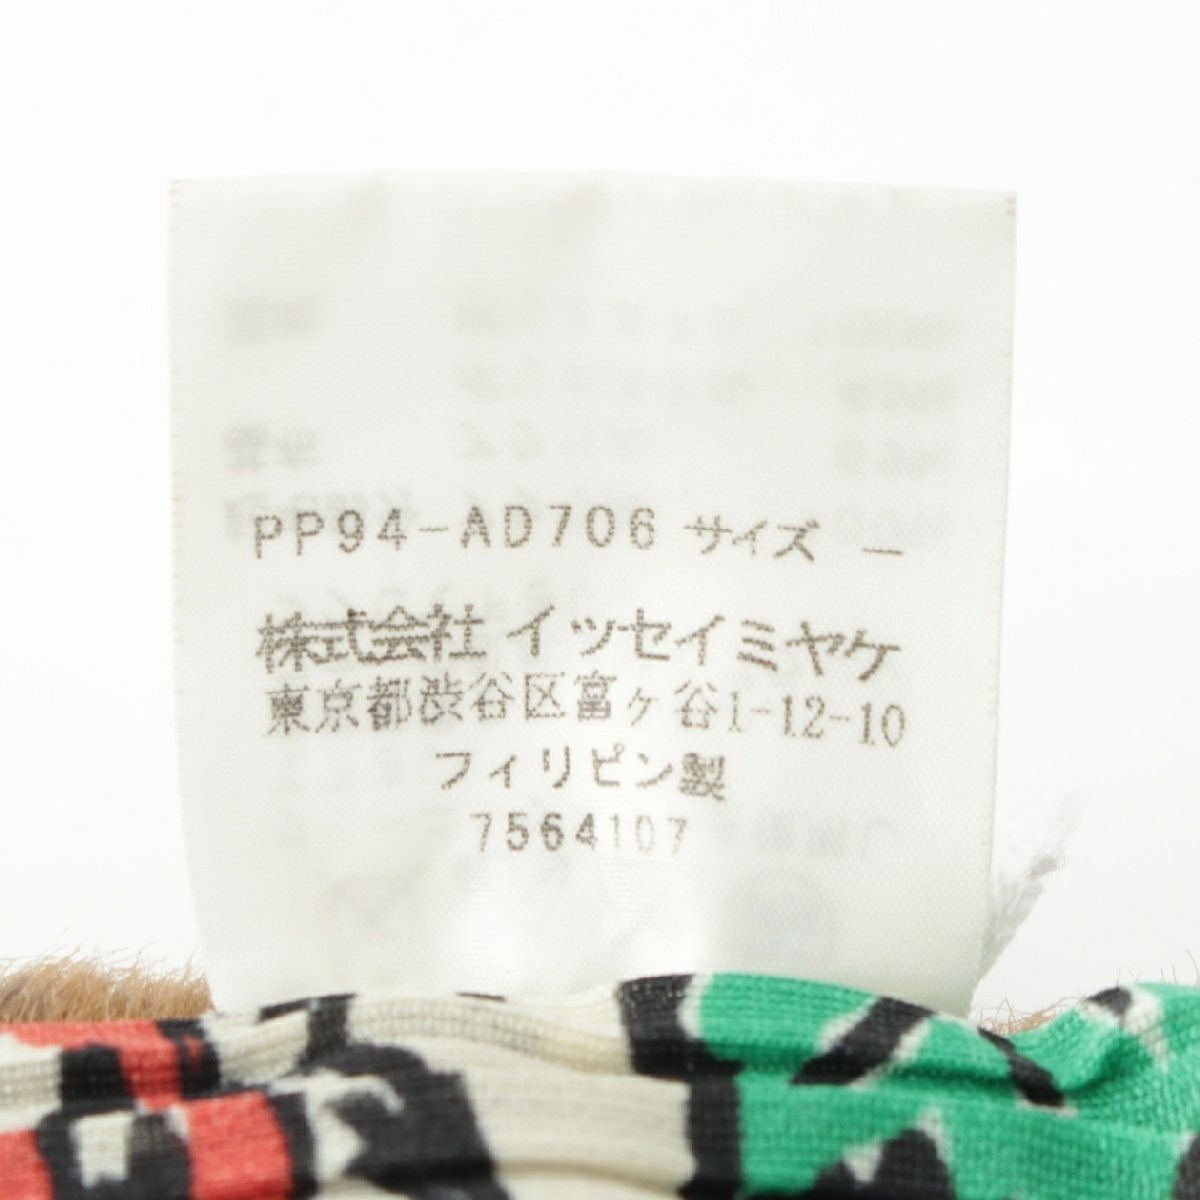 PP94-AD706 サイズ －
株式会社 イッセイミヤケ
東京都渋谷区富ヶ谷1-12-10
フィリピン製
7564107